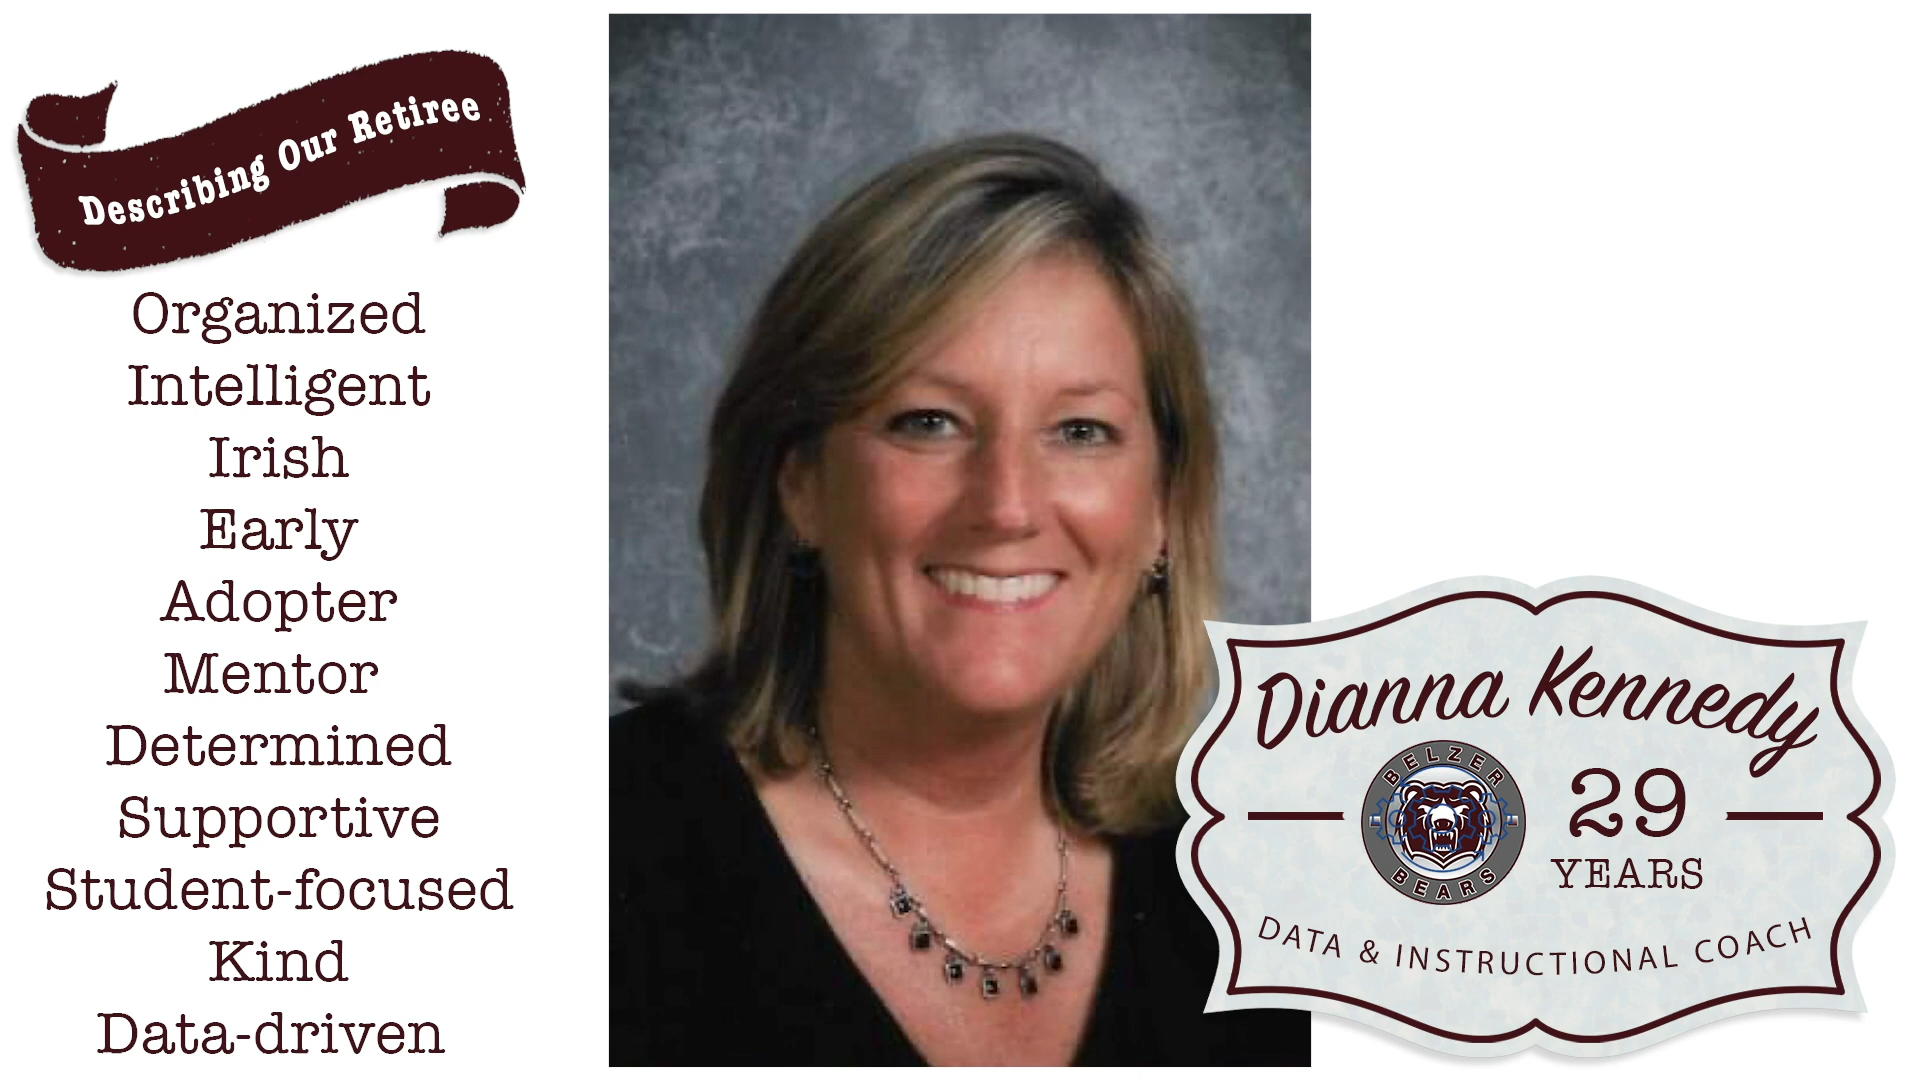 Describing Our Retiree
Organized
Intelligent
Irish
Early
Adopter
Mentor
Determined
Supportive
Student-focused
Kind
Data-driven
Dianna Kennedy
BELZER
BEARS
29
YEARS
DATA & INSTRUCTIONAL COACH